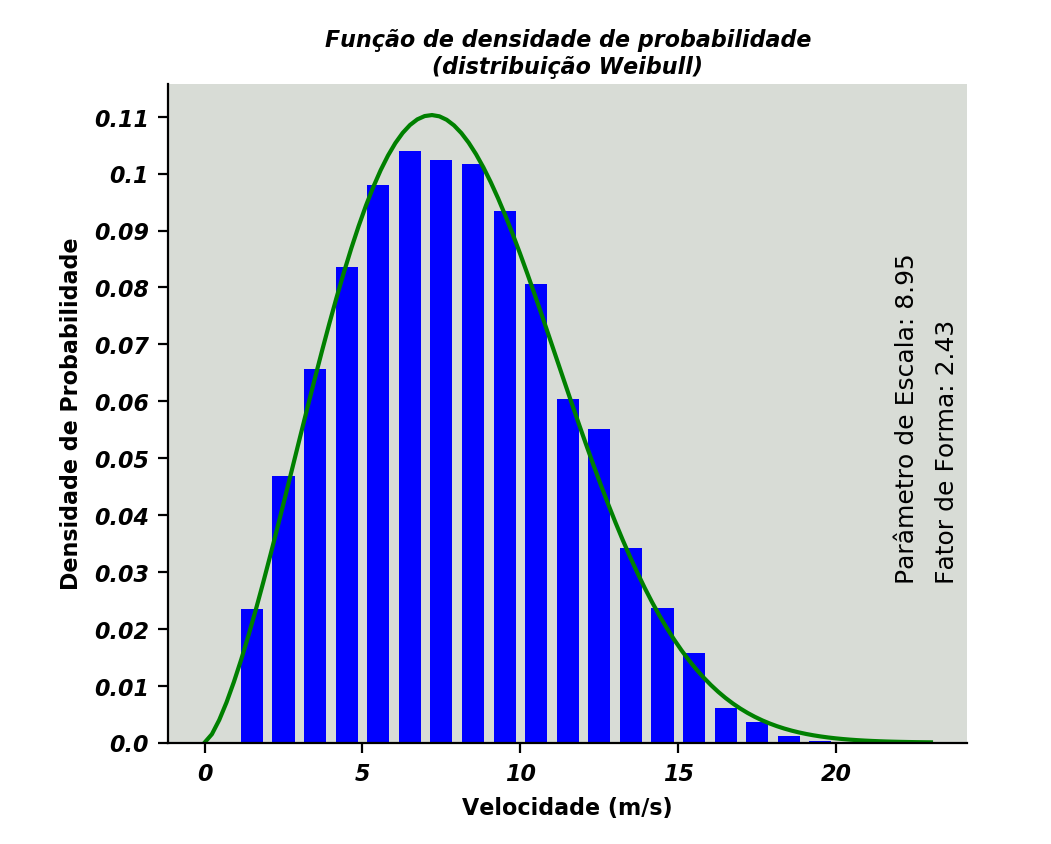 Função de densidade de probabilidade
(distribuição Weibull)
Densidade de Probabilidade
0.11
0.1
0.09
0.08
0.07
0.06
0.05
0.04
0.03
0.02
0.01
0.0
Parâmetro de Escala: 8.95
Fator de Forma: 2.43
0
5
10
15
20
Velocidade (m/s)